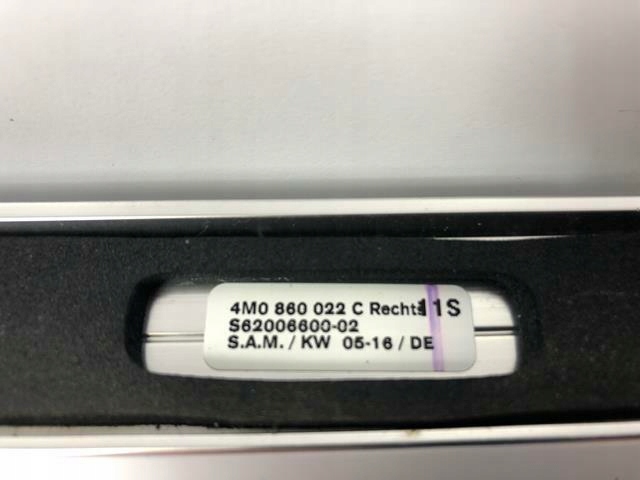 4M0 860 022 C Rechts 11S
S62006600-02
S.A.M. / KW 05-16 / DE